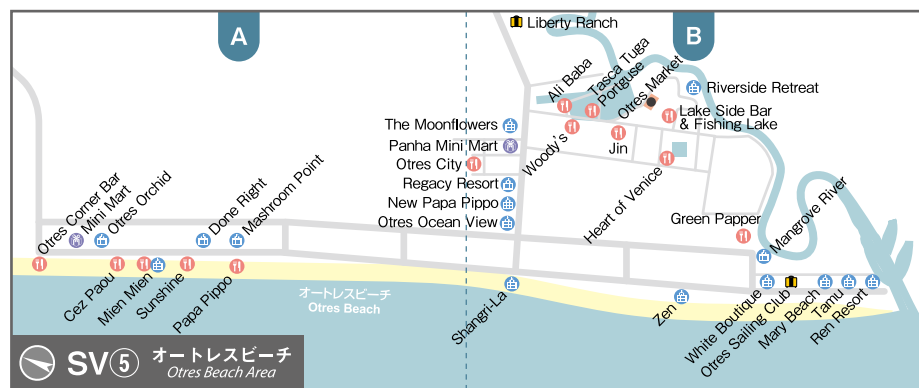 A
B
Liberty Ranch
Ali Baba
Tasca Tuga
Portguse
Otres Market
Riverside Retreat
Lake Side Bar
& Fishing Lake
The Moonflowers
Panha Mini Mart
Otres City
Regacy Resort
New Papa Pippo
Otres Ocean View
Woody's
Jin
Heart of Venice
Green Papper
Mangrove River
Otres Corner Bar
Mini Mart
Otres Orchid
Done Right
Mashroom Point
Cez Paou
Mien Mien
Sunshine
Papa Pippo
オートレスビーチ
Otres Beach
Shangri-La
Zen
White Boutique
Otres Sailing Club
Mary Beach
Tamu
Ren Resort
SV⑤ オートレスビーチ
Otres Beach Area